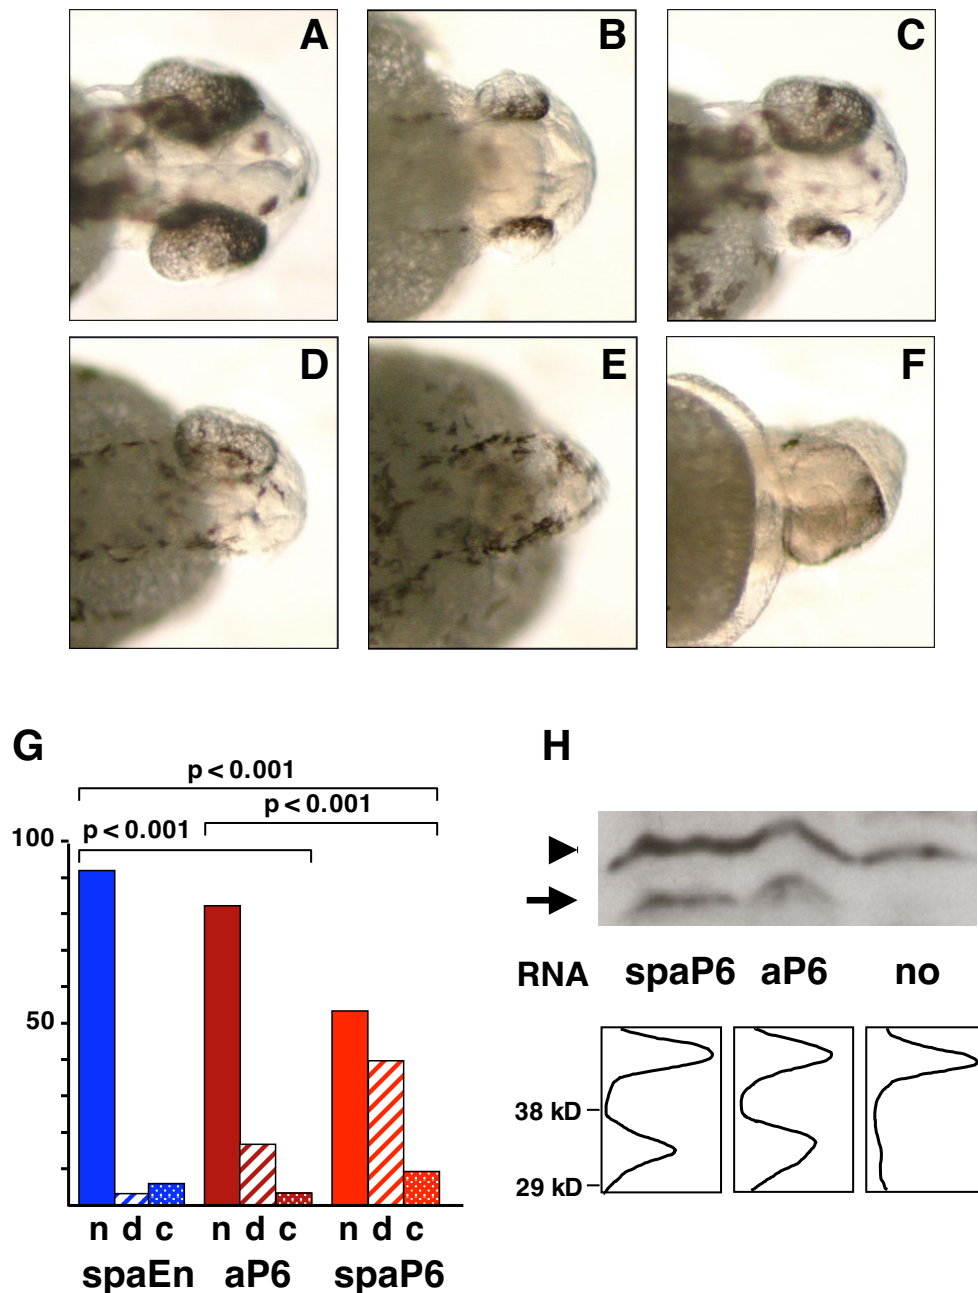 A
B
C
D
E
F
G
H
p < 0.001
p < 0.001
p < 0.001
100
50
n d c
n d c
n d c
spaEn
aP6
spaP6
RNA
spaP6
aP6
no
38 kD
29 kD